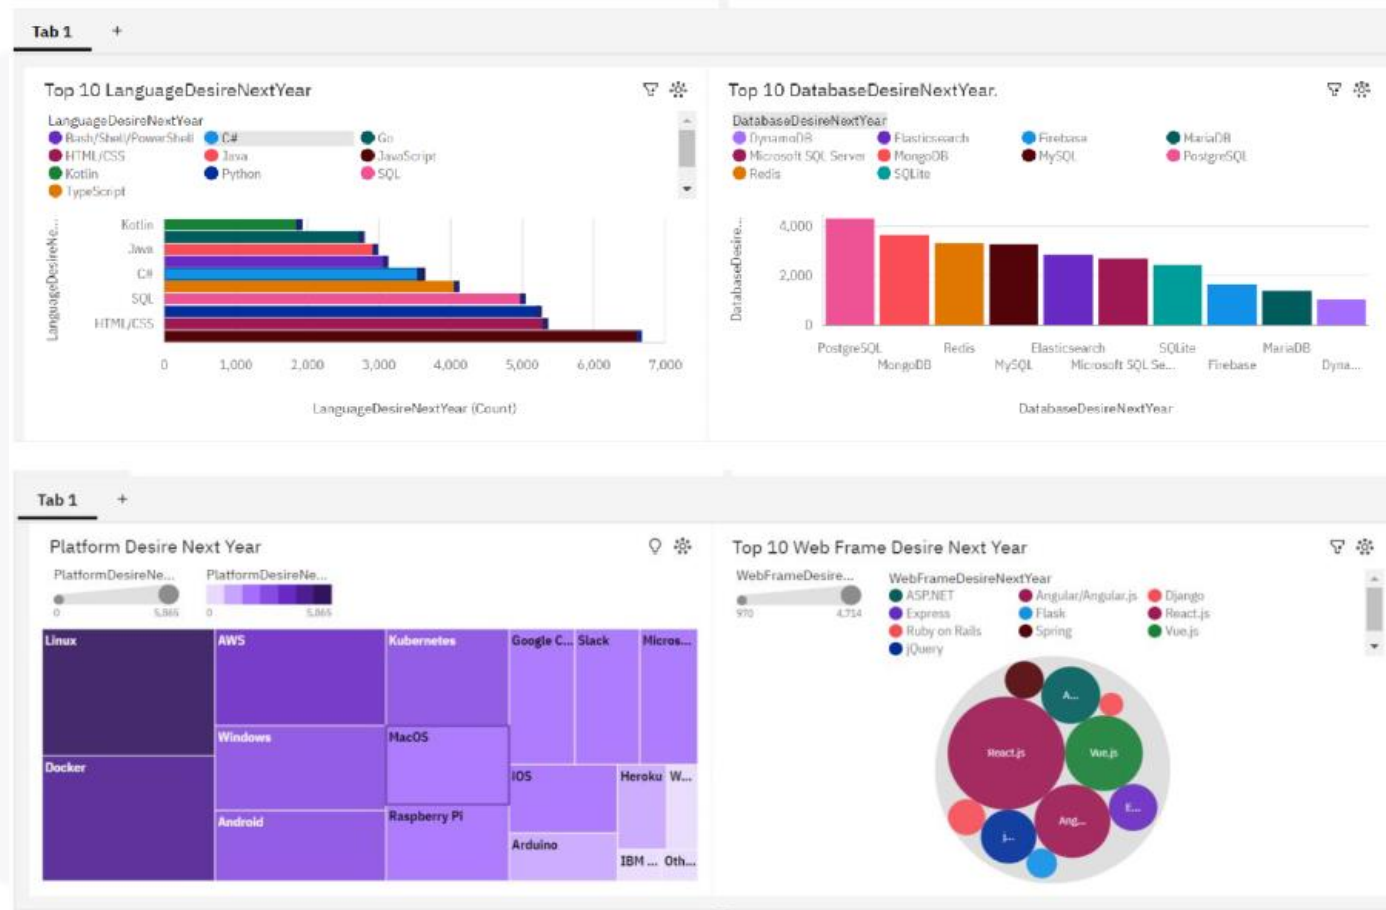 Tab 1 +
Top 10 LanguageDesireNextYear
LanguageDesireNextYear
Bash/Shell/PowerShell C# Go
HTML/CSS Java JavaScript
Kotlin Python SQL
TypeScript
LanguageDesireNe...
Kotlin
Java
C#
SQL
HTML/CSS
0 1,000 2,000 3,000 4,000 5,000 6,000 7,000
LanguageDesireNextYear (Count)
Top 10 DatabaseDesireNextYear.
DatabaseDesireNextYear
DynamoDB Elasticsearch Firebase MariaDB
Microsoft SQL Server MongoDB MySQL PostgreSQL
Redis SQLite
DatabaseDesire...
4,000
2,000
0
PostgreSQL Redis Elasticsearch SQLite MariaDB
MongoDB MySQL Microsoft SQL Se... Firebase Dyna...
DatabaseDesireNextYear
Tab 1 +
Platform Desire Next Year
PlatformDesireNe... PlatformDesireNe...
0 5,865 0 5,865
Linux AWS Kubernetes Google C... Slack Micros...
Windows MacOS
Docker IOS Heroku W...
Android Raspberry Pi
Arduino
IBM ... Oth...
Top 10 Web Frame Desire Next Year
WebFrameDesire... WebFrameDesireNextYear
970 4,714
ASP.NET Angular/Angular.js Django
Express Flask React.js
Ruby on Rails Spring Vue.js
jQuery
A...
React.js Vue.js
E...
Ang...
j...